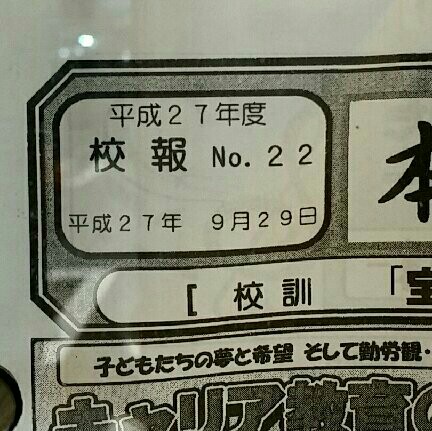 平成27年度
校報 No.22
平成27年 9月29日
[ 校訓 「
子どもたちの夢と希望 そして勤労観・
キャリア教育の